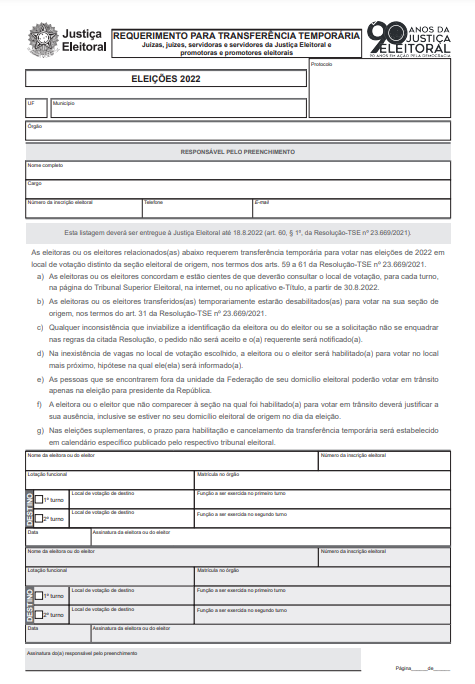 Justiça
Eleitoral
REQUERIMENTO PARA TRANSFERÊNCIA TEMPORÁRIA
Juízas, juízes, servidoras e servidores da Justiça Eleitoral e
promotoras e promotores eleitorais
90 ANOS DA
JUSTIÇA
ELEITORAL
90 ANOS EM AÇÃO PELA DEMOCRACIA
ELEIÇÕES 2022
Protocolo
UF
Município
Órgão
RESPONSÁVEL PELO PREENCHIMENTO
Nome completo
Cargo
Número da inscrição eleitoral
Telefone
E-mail
Esta listagem deverá ser entregue à Justiça Eleitoral até 18.8.2022 (art. 60, § 1º, da Resolução-TSE nº 23.669/2021).
As eleitoras ou os eleitores relacionados(as) abaixo requerem transferência temporária para votar nas eleições de 2022 em
local de votação distinto da seção eleitoral de origem, nos termos dos arts. 59 a 61 da Resolução-TSE nº 23.669/2021.
a) As eleitoras ou os eleitores concordam e estão cientes de que deverão consultar o local de votação, para cada turno,
na página do Tribunal Superior Eleitoral, na internet, ou no aplicativo e-Título, a partir de 30.8.2022.
b) As eleitoras ou os eleitores transferidos(as) temporariamente estarão desabilitados(as) para votar na sua seção de
origem, nos termos do art. 31 da Resolução-TSE nº 23.669/2021.
c) Qualquer inconsistência que inviabilize a identificação da eleitora ou do eleitor ou se a solicitação não se enquadrar
nas regras da citada Resolução, o pedido não será aceito e o(a) requerente será notificado(a).
d) Na inexistência de vagas no local de votação escolhido, a eleitora ou o eleitor será habilitado(a) para votar no local
mais próximo, hipótese na qual ele(ela) será informado(a).
e) As pessoas que se encontrarem fora da unidade da Federação de seu domicílio eleitoral poderão votar em trânsito
apenas na eleição para presidente da República.
f) A eleitora ou o eleitor que não comparecer à seção na qual foi habilitado(a) para votar em trânsito deverá justificar a
sua ausência, inclusive se estiver no seu domicílio eleitoral de origem no dia da eleição.
g) Nas eleições suplementares, o prazo para habilitação e cancelamento da transferência temporária será estabelecido
em calendário específico publicado pelo respectivo tribunal eleitoral.
Nome da eleitora ou do eleitor
Número da inscrição eleitoral
Lotação funcional
Matrícula no órgão
DESTINO
1º turno
Local de votação de destino
Função a ser exercida no primeiro turno
2º turno
Local de votação de destino
Função a ser exercida no segundo turno
Data
Assinatura da eleitora ou do eleitor
Nome da eleitora ou do eleitor
Número da inscrição eleitoral
Lotação funcional
Matrícula no órgão
DESTINO
1º turno
Local de votação de destino
Função a ser exercida no primeiro turno
2º turno
Local de votação de destino
Função a ser exercida no segundo turno
Data
Assinatura da eleitora ou do eleitor
Assinatura do(a) responsável pelo preenchimento
Página______de______